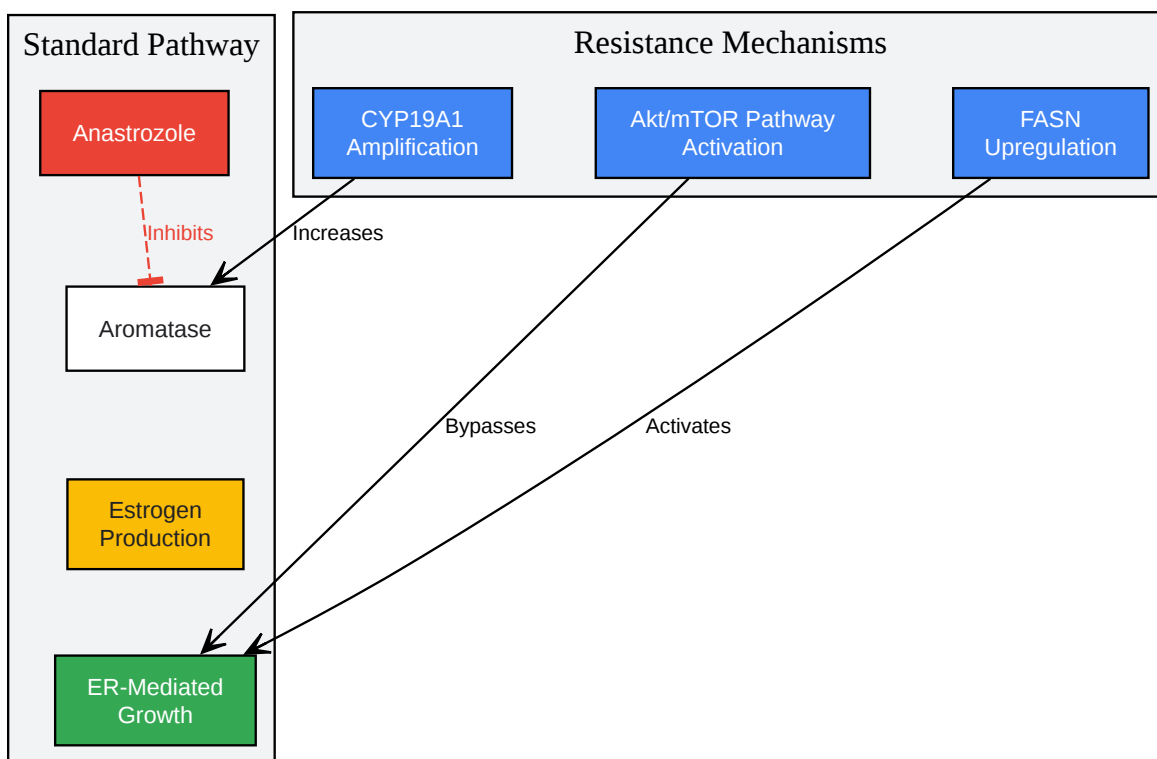 Standard Pathway
Resistance Mechanisms
Anastrozole
CYP19A1
Amplification
Akt/mTOR Pathway
Activation
FASN
Upregulation
Inhibits
Increases
Aromatase
Bypasses
Activates
Estrogen
Production
ER-Mediated
Growth